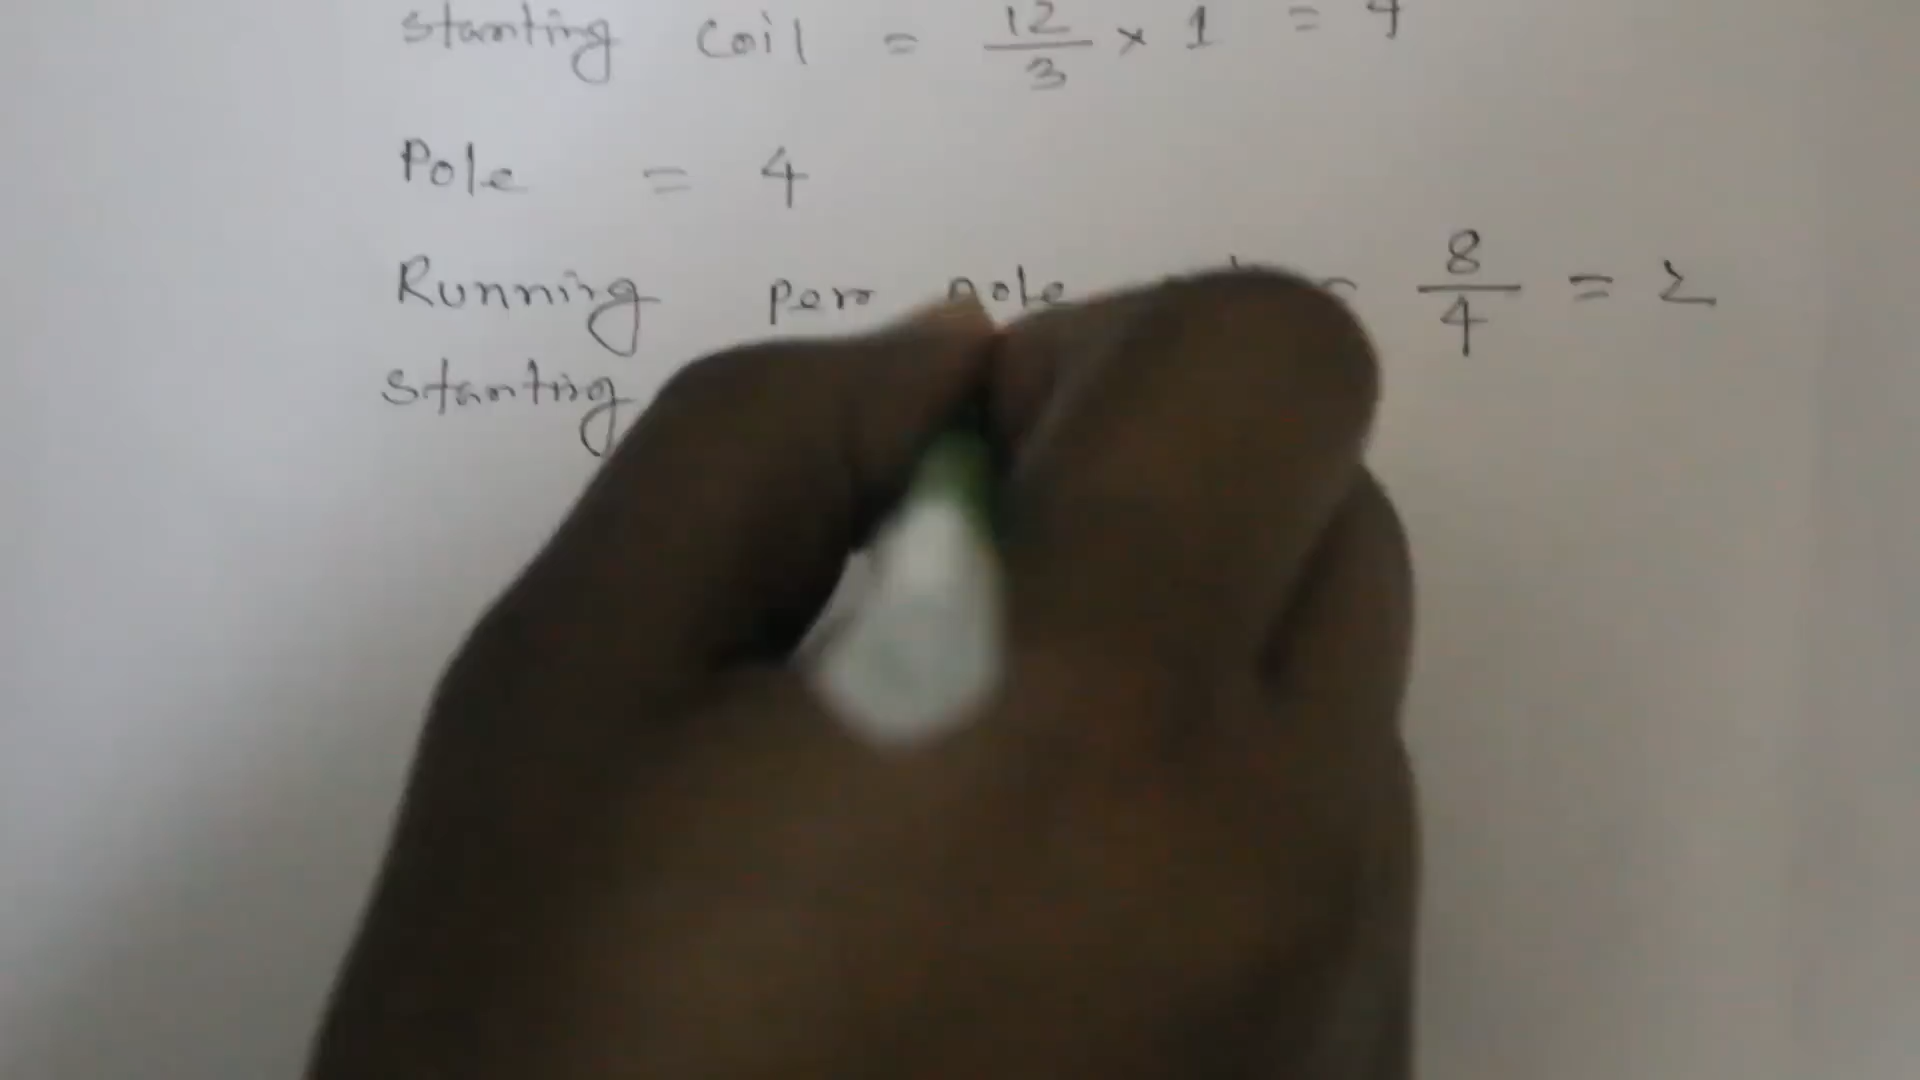 Starting Coil = 12/3 × 1 = 4
Pole = 4
Running per pole 8/4 = 2
Starting